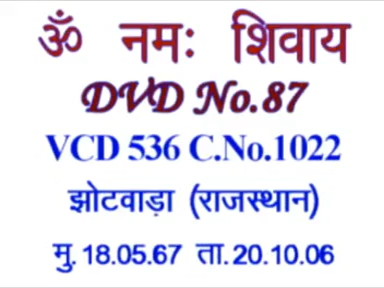 ॐ नमः शिवाय
DVD No.87
VCD 536 C.No.1022
झोटवाड़ा (राजस्थान)
मु. 18.05.67 ता. 20.10.06